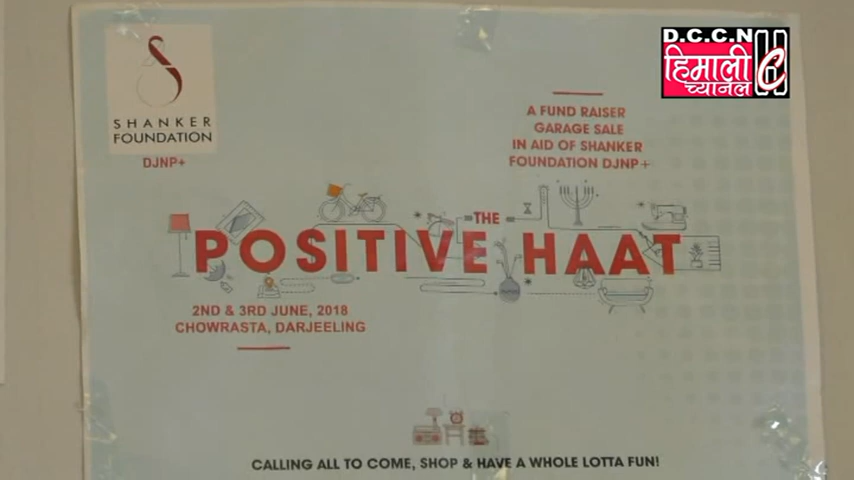 D.C.C.N
हिमाली
च्यानल
SHANKER
FOUNDATION
DJNP+
A FUND RAISER
GARAGE SALE
IN AID OF SHANKER
FOUNDATION DJNP+
THE
POSITIVE HAAT
2ND & 3RD JUNE, 2018
CHOWRASTA, DARJEELING
CALLING ALL TO COME, SHOP & HAVE A WHOLE LOTTA FUN!